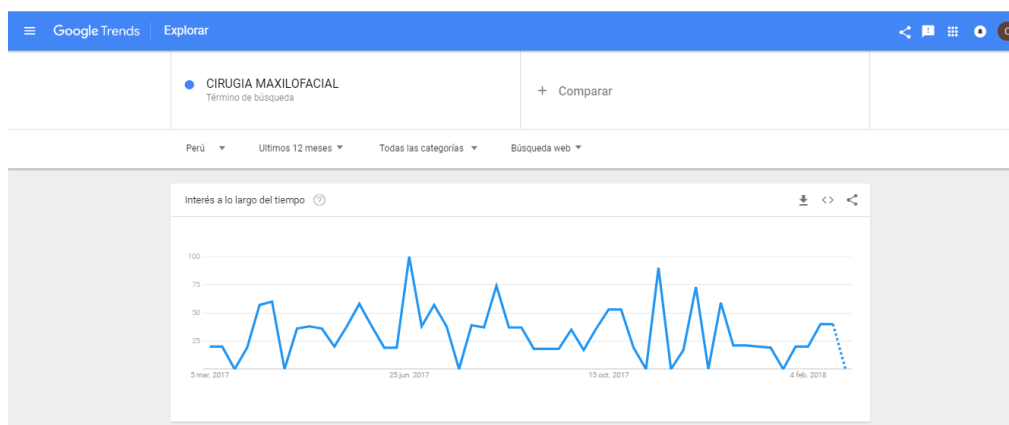 Google Trends Explorar
CIRUGIA MAXILOFACIAL
Término de búsqueda
+ Comparar
Perú Ultimos 12 meses Todas las categorías Búsqueda web
Interés a lo largo del tiempo
100
75
50
25
5 mar. 2017 25 jun. 2017 15 oct. 2017 4 feb. 2018